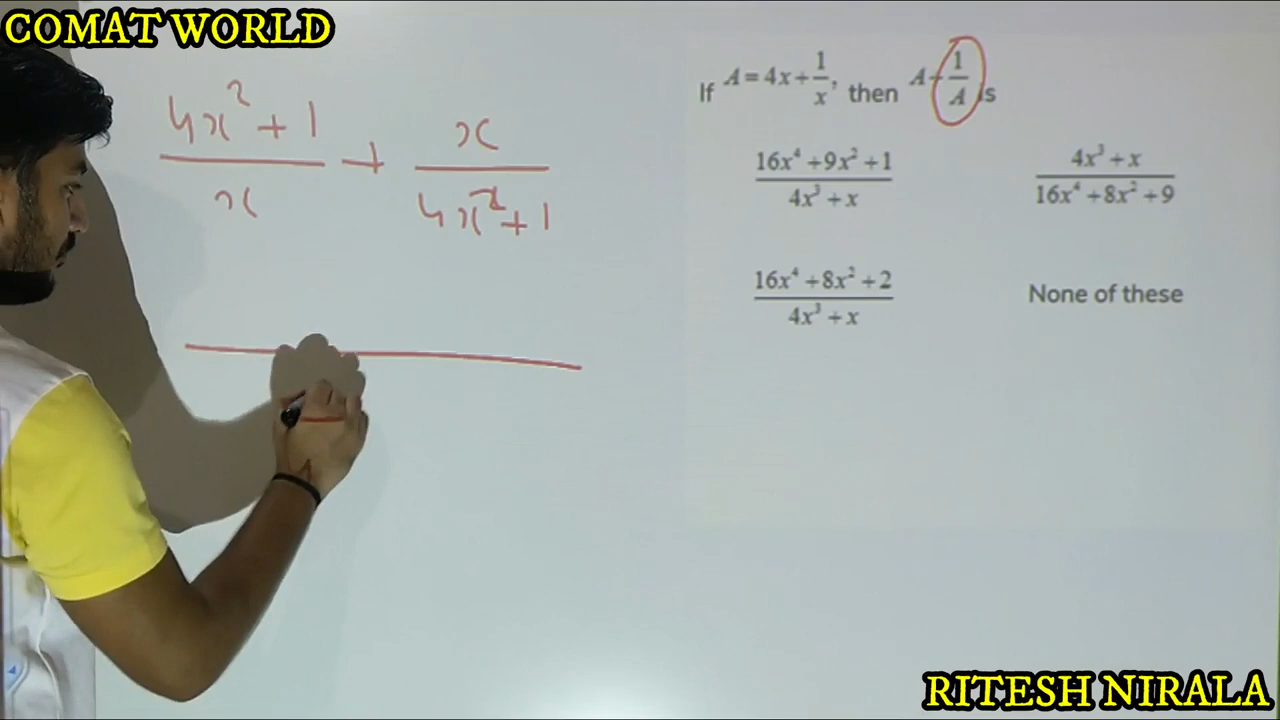 COMAT WORLD
If A = 4x + 1/x, then A + 1/A is
4x² + 1 / x + x / 4x² + 1
16x⁴ + 9x² + 1 / 4x³ + x
4x³ + x / 16x⁴ + 8x² + 9
16x⁴ + 8x² + 2 / 4x³ + x
None of these
RITESH NIRALA